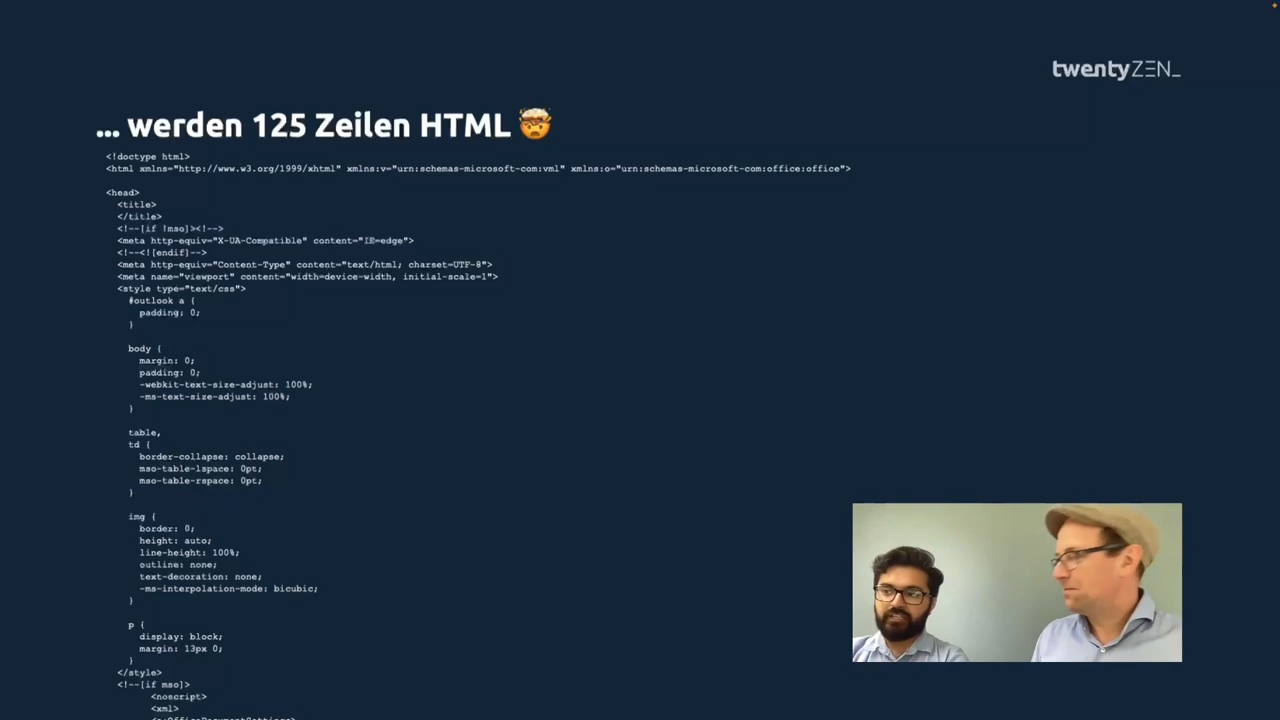 twentyZEN_
... werden 125 Zeilen HTML 🤯
<!doctype html>
<html xmlns="http://www.w3.org/1999/xhtml" xmlns:v="urn:schemas-microsoft-com:vml" xmlns:o="urn:schemas-microsoft-com:office:office">
<head>
<title>
</title>
<!--[if !mso]><!-->
<meta http-equiv="X-UA-Compatible" content="IE=edge">
<!--<![endif]-->
<meta http-equiv="Content-Type" content="text/html; charset=UTF-8">
<meta name="viewport" content="width=device-width, initial-scale=1">
<style type="text/css">
#outlook a {
padding: 0;
}
body {
margin: 0;
padding: 0;
-webkit-text-size-adjust: 100%;
-ms-text-size-adjust: 100%;
}
table,
td {
border-collapse: collapse;
mso-table-lspace: 0pt;
mso-table-rspace: 0pt;
}
img {
border: 0;
height: auto;
line-height: 100%;
outline: none;
text-decoration: none;
-ms-interpolation-mode: bicubic;
}
p {
display: block;
margin: 13px 0;
}
</style>
<!--[if mso]>
<noscript>
<xml>